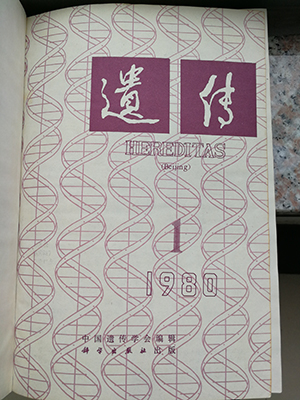 遗传
HEREDITAS
(Beijing)
1
1980
中国遗传学会编辑
科学出版社 出版